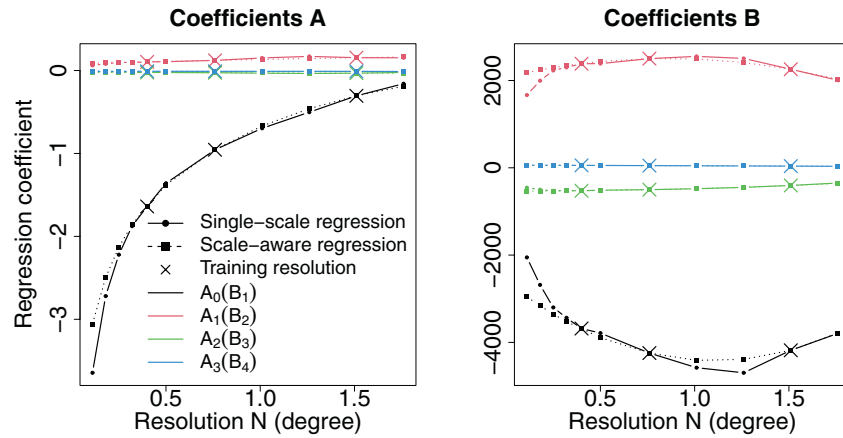 Coefficients A
Coefficients B
Regression coefficient
0
−1
−2
−3
Single−scale regression
Scale−aware regression
Training resolution
A₀(B₁)
A₁(B₂)
A₂(B₃)
A₃(B₄)
0.5
1.0
1.5
Resolution N (degree)
2000
0
−2000
−4000
0.5
1.0
1.5
Resolution N (degree)